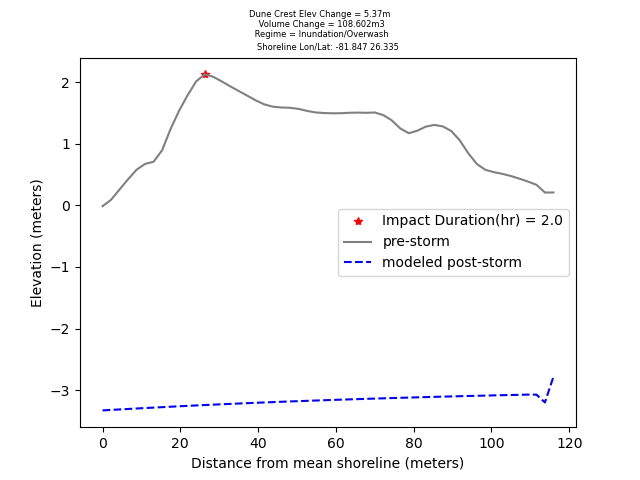 Dune Crest Elev Change = 5.37m
Volume Change = 108.602m3
Regime = Inundation/Overwash
Shoreline Lon/Lat: -81.847 26.335
2
1
0
−1
−2
−3
Elevation (meters)
Impact Duration(hr) = 2.0
pre-storm
modeled post-storm
0 20 40 60 80 100 120
Distance from mean shoreline (meters)